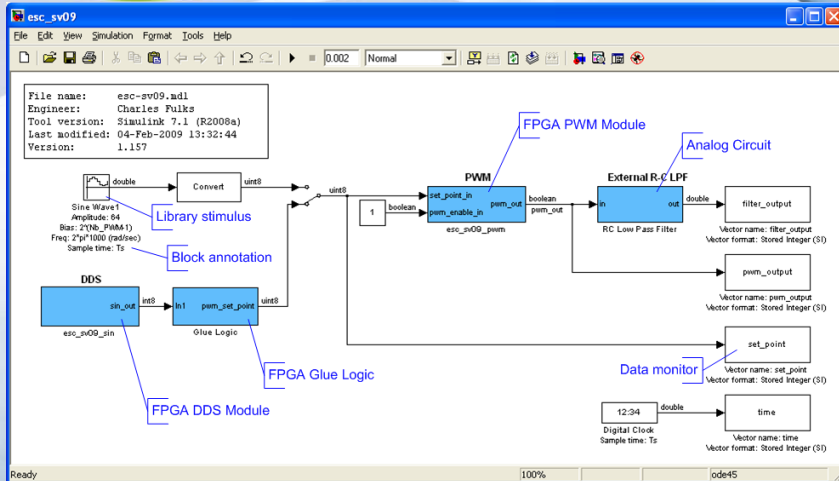 esc_sv09
File Edit View Simulation Format Tools Help
0.002 Normal
File name: esc-sv09.mdl
Engineer: Charles Fulks
Tool version: Simulink 7.1 (R2008a)
Last modified: 04-Feb-2009 13:32:44
Version: 1.157
FPGA PWM Module
Analog Circuit
double
Convert
uint8
Sine Wave1
Amplitude: 64
Bias: 2^(Nb_PWM-1)
Freq: 2*pi*1000 (rad/sec)
Sample time: Ts
Library stimulus
Block annotation
uint8
PWM
set_point_in
pwm_enable_in
pwm_out
esc_sv09_pwm
1
boolean
boolean
pwm_out
External R-C LPF
in
out
RC Low Pass Filter
double
filter_output
Vector name: filter_output
Vector format: Stored Integer (SI)
pwm_output
Vector name: pwm_output
Vector format: Stored Integer (SI)
DDS
sin_out
esc_sv09_sin
int8
In1
pwm_set_point
Glue Logic
uint8
FPGA Glue Logic
FPGA DDS Module
set_point
Vector name: set_point
Vector format: Stored Integer (SI)
Data monitor
12:34
Digital Clock
Sample time: Ts
double
time
Vector name: time
Vector format: Stored Integer (SI)
Ready
100%
ode45